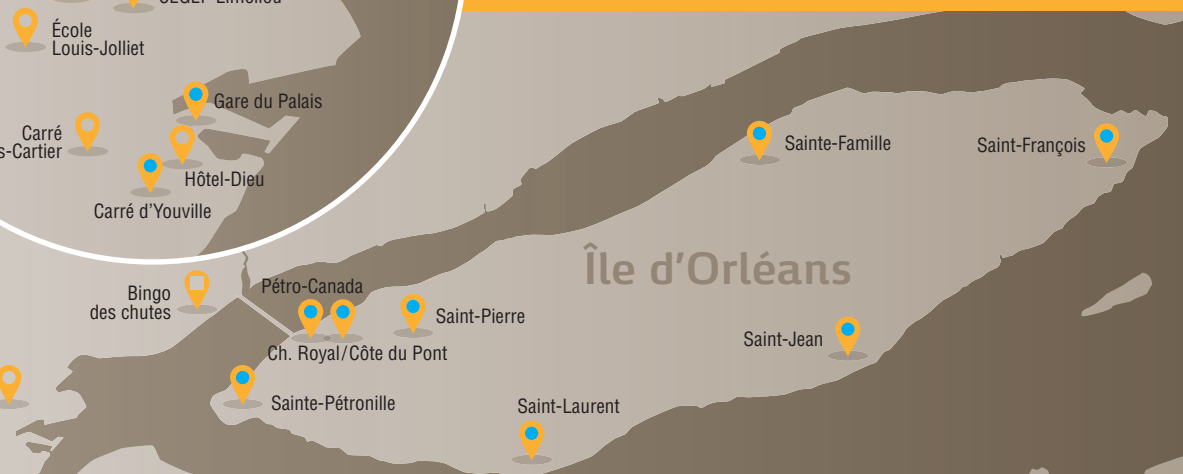 École
Louis-Jolliet
Gare du Palais
Carré
s-Cartier
Hôtel-Dieu
Carré d'Youville
Sainte-Famille
Saint-François
Île d'Orléans
Bingo
des chutes
Pétro-Canada
Saint-Pierre
Ch. Royal/Côte du Pont
Saint-Jean
Sainte-Pétronille
Saint-Laurent